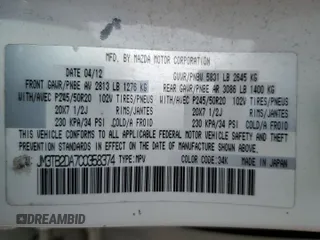 MFD. BY MAZDA MOTOR CORPORATION
DATE 04/12 GVWR/PNBV 5831 LB 2645 KG
FRONT GAWR/PNBE AV 2813 LB 1276 KG REAR GAWR/PNBE AR 3086 LB 1400 KG
WITH/AVEC P245/50R20 102V TIRES/PNEUS WITH/AVEC P245/50R20 102V TIRES/PNEUS
20X7 1/2J RIMS/JANTES 20X7 1/2J RIMS/JANTES
230 KPA/34 PSI COLD/A FROID 230 KPA/34 PSI COLD/A FROID
THIS VEHICLE CONFORMS TO ALL APPLICABLE FEDERAL MOTOR VEHICLE SAFETY
STANDARDS IN EFFECT ON THE DATE OF MANUFACTURE SHOWN ABOVE.
JM3TB2DA7C0358374 TYPE:MPV
COLOR CODE:34K MADE IN JAPAN
DREAMBID